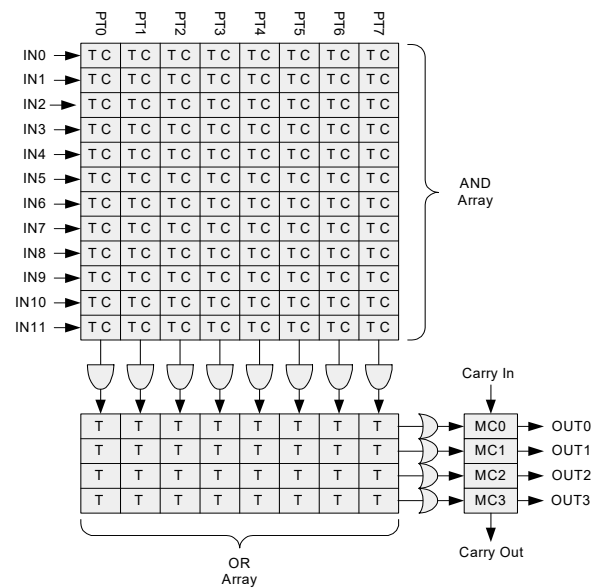 PT0 PT1 PT2 PT3 PT4 PT5 PT6 PT7
IN0 T C T C T C T C T C T C T C T C
IN1 T C T C T C T C T C T C T C T C
IN2 T C T C T C T C T C T C T C T C
IN3 T C T C T C T C T C T C T C T C
IN4 T C T C T C T C T C T C T C T C
IN5 T C T C T C T C T C T C T C T C
IN6 T C T C T C T C T C T C T C T C
IN7 T C T C T C T C T C T C T C T C
IN8 T C T C T C T C T C T C T C T C
IN9 T C T C T C T C T C T C T C T C
IN10 T C T C T C T C T C T C T C T C
IN11 T C T C T C T C T C T C T C T C
AND
Array
Carry In
T T T T T T T T MC0 OUT0
T T T T T T T T MC1 OUT1
T T T T T T T T MC2 OUT2
T T T T T T T T MC3 OUT3
Carry Out
OR
Array